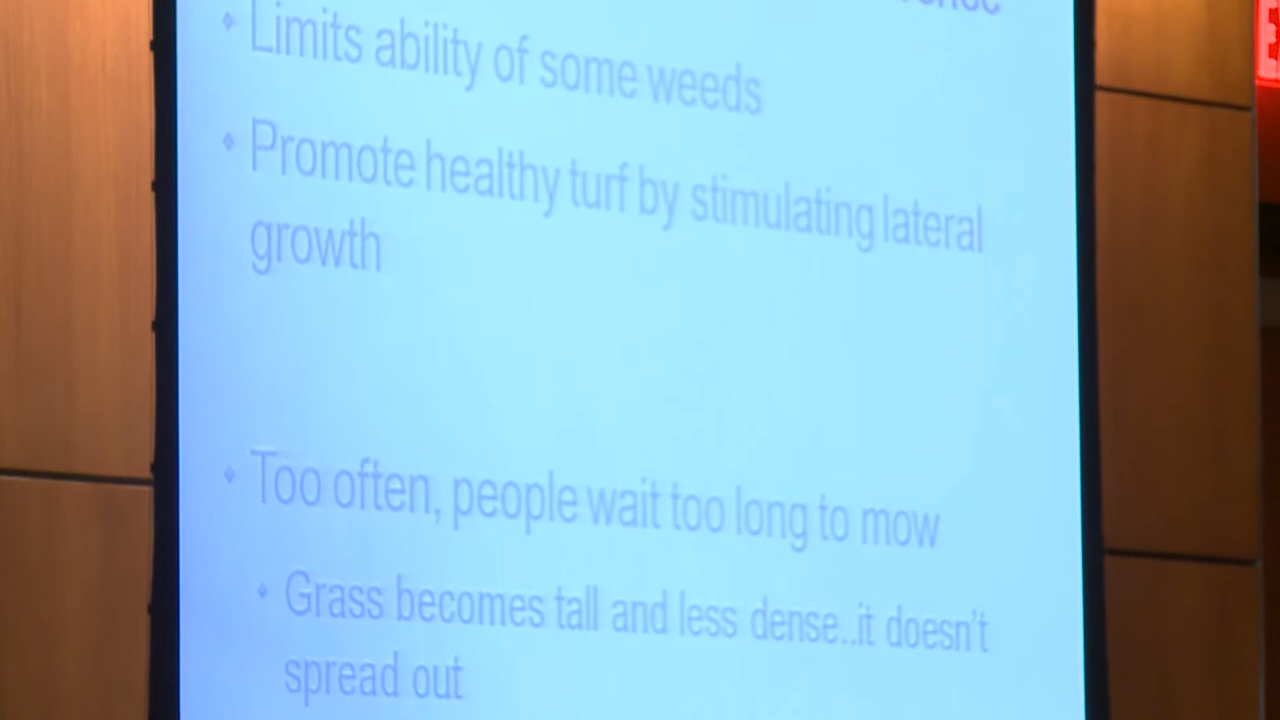 • Limits ability of some weeds
• Promote healthy turf by stimulating lateral
growth
• Too often, people wait too long to mow
• Grass becomes tall and less dense..it doesn't
spread out